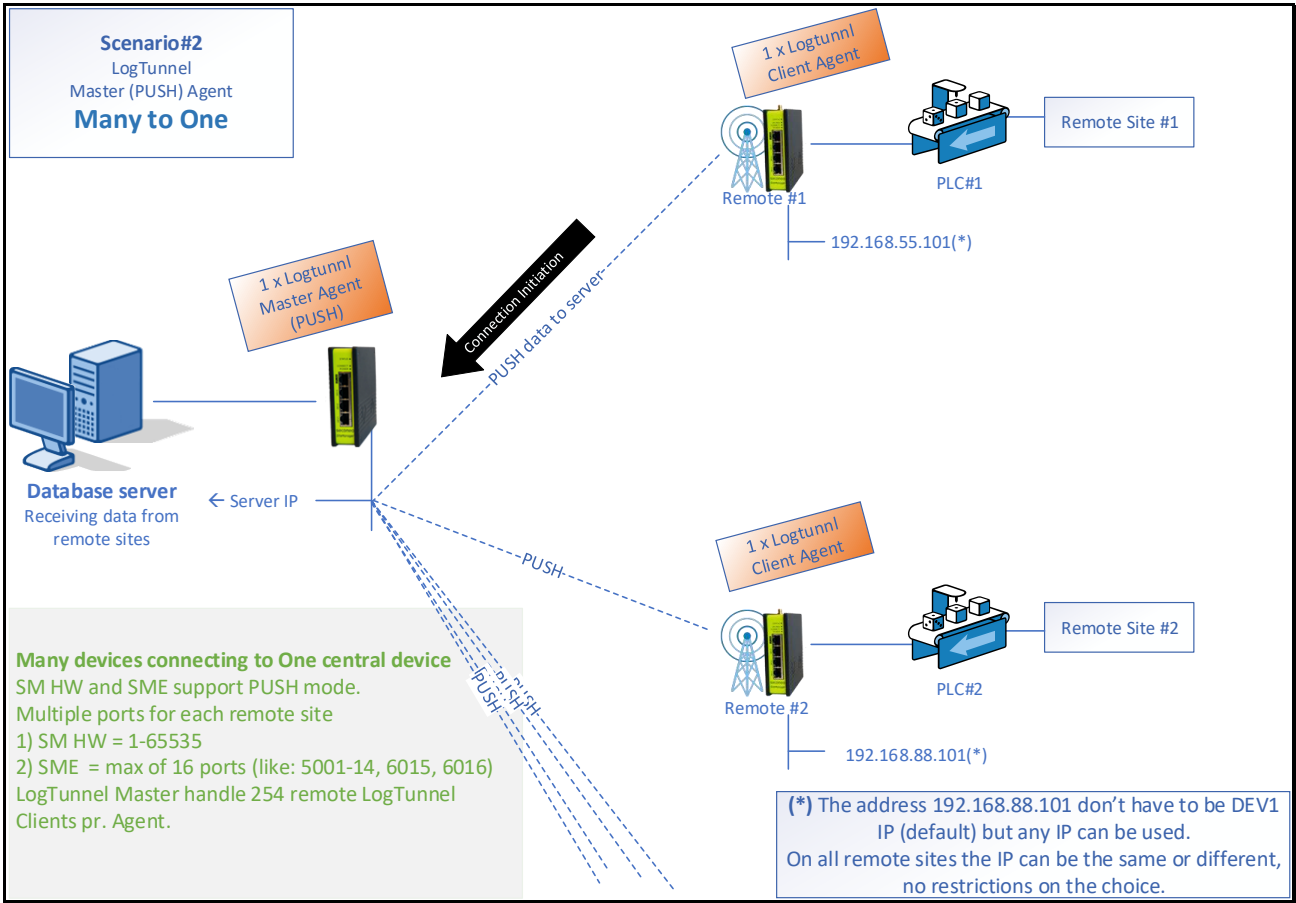 Scenario#2
LogTunnel
Master (PUSH) Agent
Many to One
1 x Logtunnl
Client Agent
Remote Site #1
PLC#1
Remote #1
192.168.55.101(*)
Connection Initiation
PUSH data to server
1 x Logtunnl
Master Agent
(PUSH)
Database server
Receiving data from
remote sites
← Server IP
PUSH
1 x Logtunnl
Client Agent
Remote Site #2
PLC#2
Remote #2
192.168.88.101(*)
PUSH
PUSH
PUSH
Many devices connecting to One central device
SM HW and SME support PUSH mode.
Multiple ports for each remote site
1) SM HW = 1-65535
2) SME = max of 16 ports (like: 5001-14, 6015, 6016)
LogTunnel Master handle 254 remote LogTunnel
Clients pr. Agent.
(*) The address 192.168.88.101 don't have to be DEV1
IP (default) but any IP can be used.
On all remote sites the IP can be the same or different,
no restrictions on the choice.